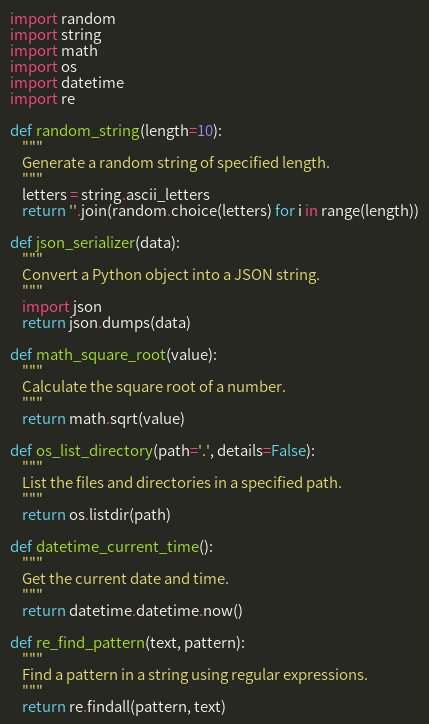 import random
import string
import math
import os
import datetime
import re

def random_string(length=10):
    """
    Generate a random string of specified length.
    """
    letters = string.ascii_letters
    return ''.join(random.choice(letters) for i in range(length))

def json_serializer(data):
    """
    Convert a Python object into a JSON string.
    """
    import json
    return json.dumps(data)

def math_square_root(value):
    """
    Calculate the square root of a number.
    """
    return math.sqrt(value)

def os_list_directory(path='.', details=False):
    """
    List the files and directories in a specified path.
    """
    return os.listdir(path)

def datetime_current_time():
    """
    Get the current date and time.
    """
    return datetime.datetime.now()

def re_find_pattern(text, pattern):
    """
    Find a pattern in a string using regular expressions.
    """
    return re.findall(pattern, text)